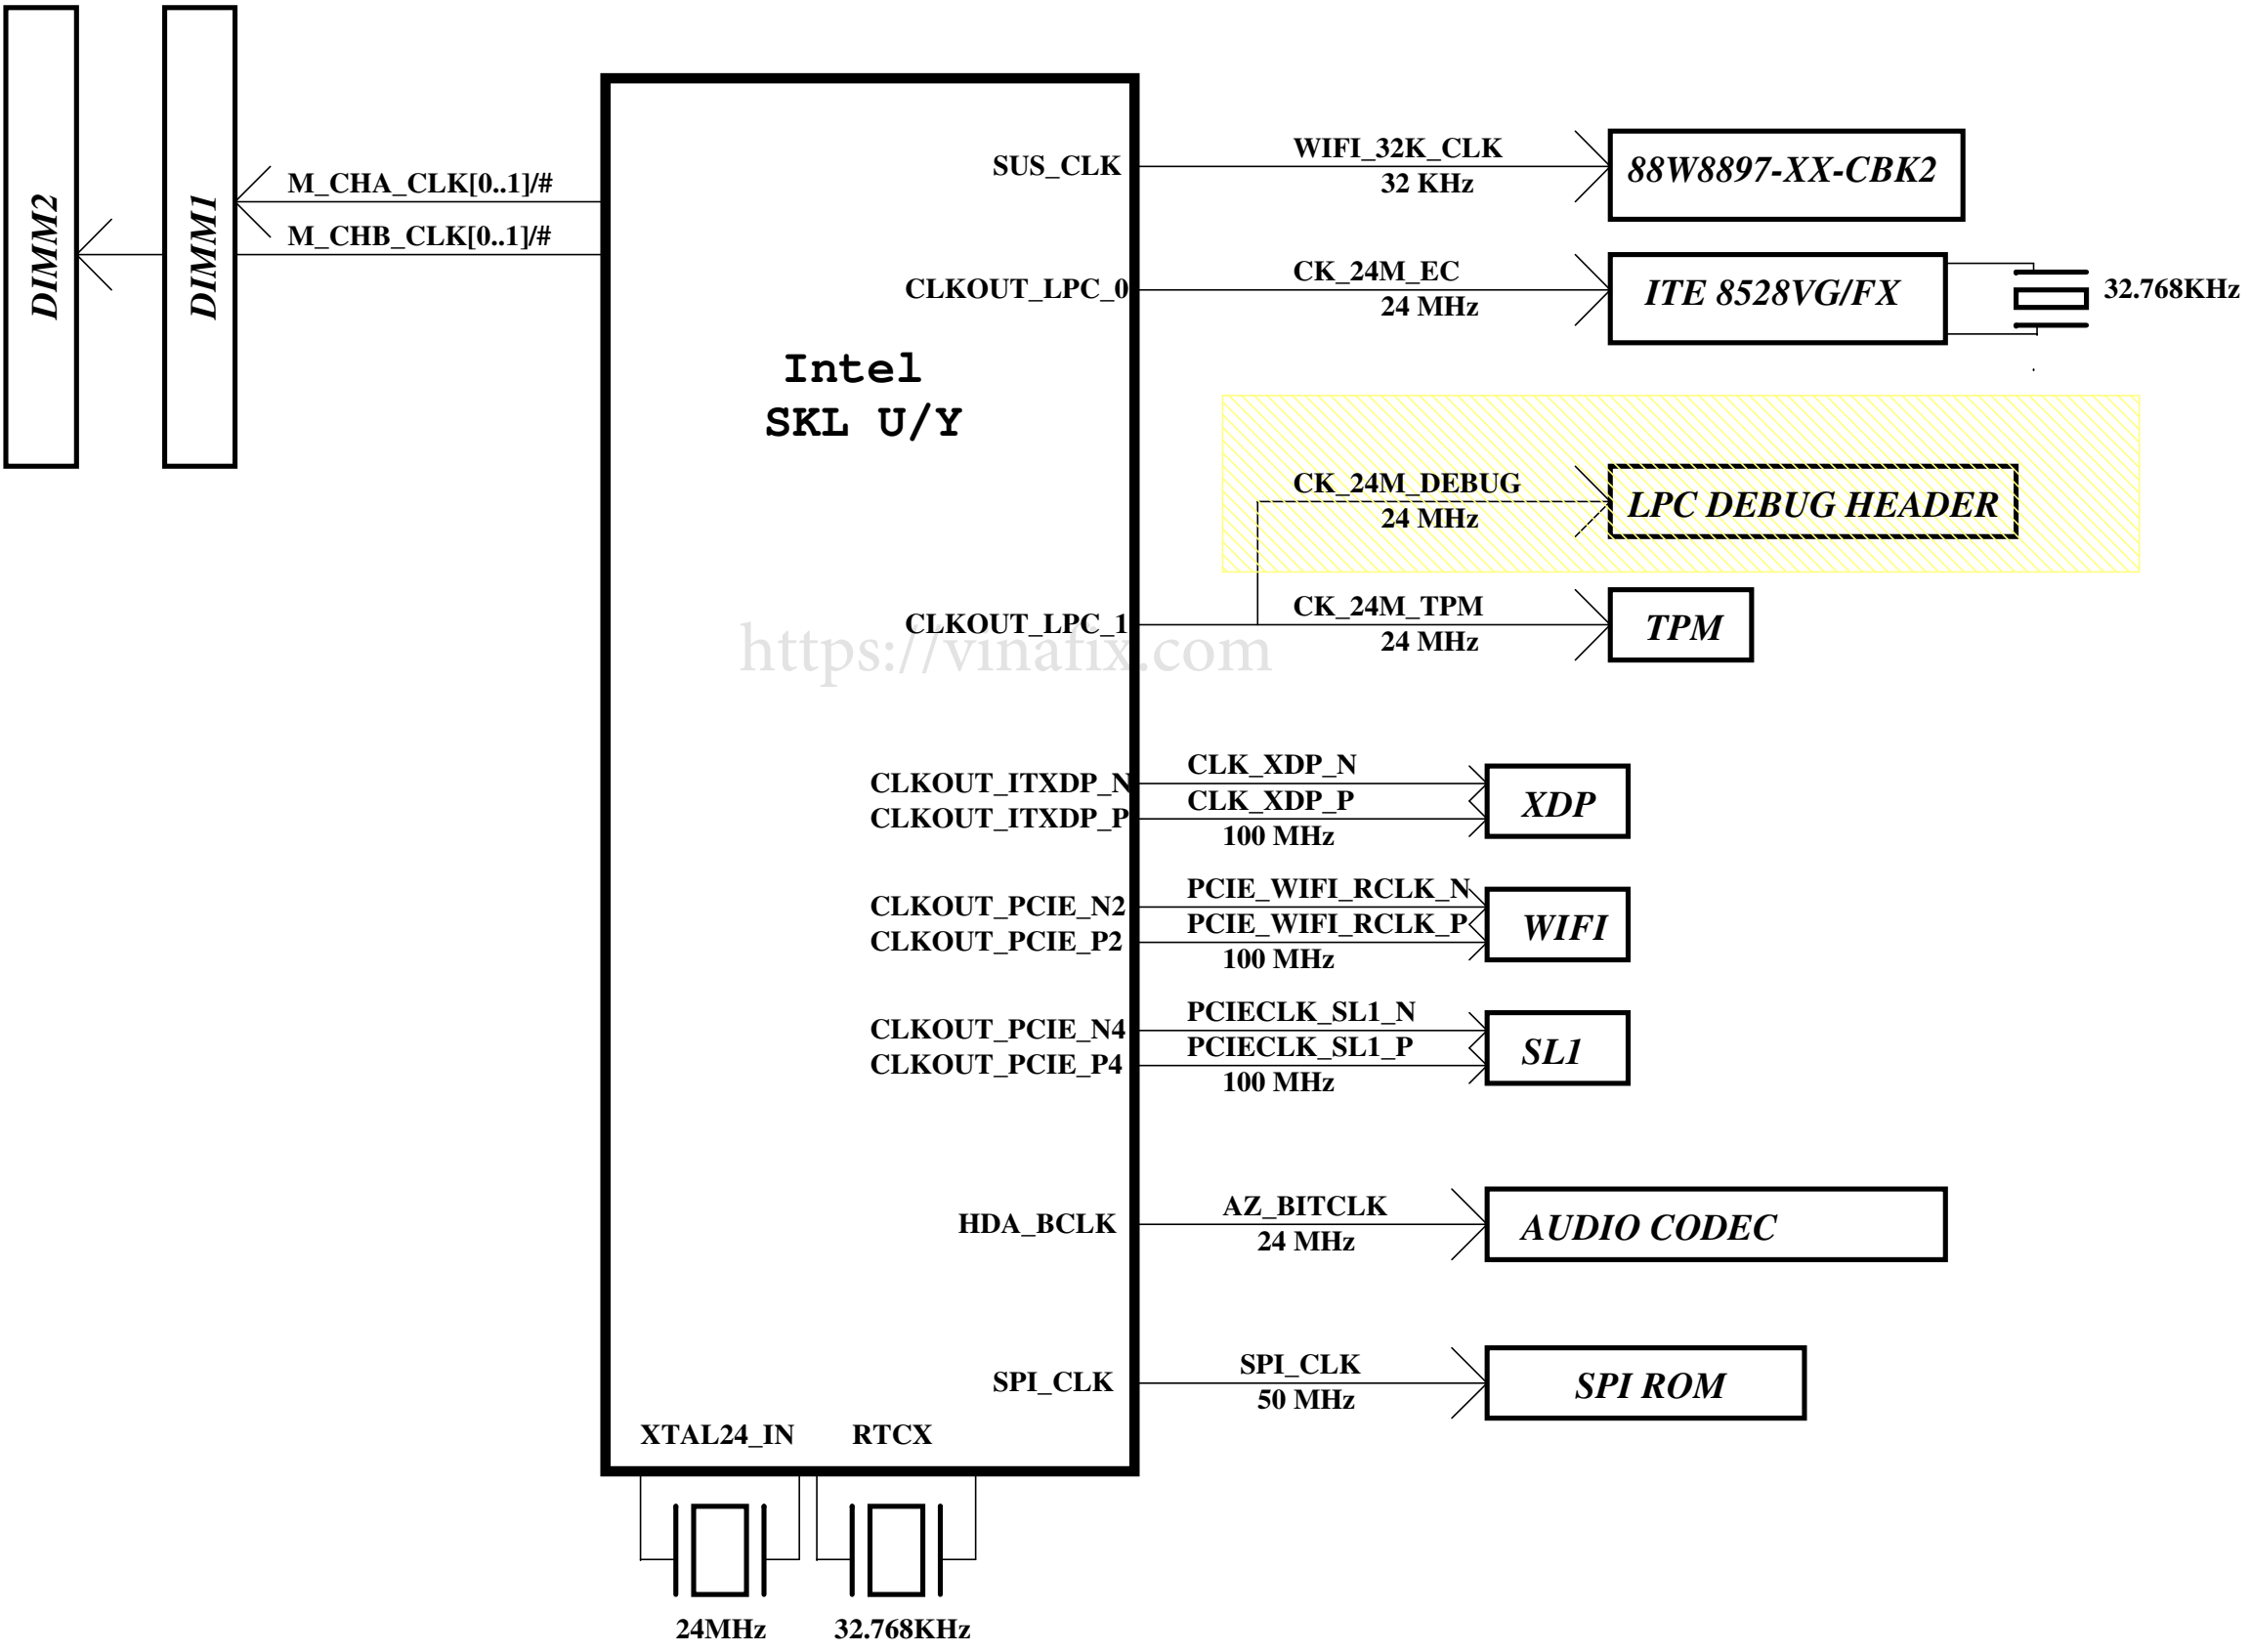 DIMM2
DIMM1
M_CHA_CLK[0..1]/#
M_CHB_CLK[0..1]/#
Intel
SKL U/Y
SUS_CLK
WIFI_32K_CLK
32 KHz
88W8897-XX-CBK2
CLKOUT_LPC_0
CK_24M_EC
24 MHz
ITE 8528VG/FX
32.768KHz
CK_24M_DEBUG
24 MHz
LPC DEBUG HEADER
CLKOUT_LPC_1
CK_24M_TPM
24 MHz
TPM
https://vinafix.com
CLKOUT_ITXDP_N
CLKOUT_ITXDP_P
CLK_XDP_N
CLK_XDP_P
100 MHz
XDP
CLKOUT_PCIE_N2
CLKOUT_PCIE_P2
PCIE_WIFI_RCLK_N
PCIE_WIFI_RCLK_P
100 MHz
WIFI
CLKOUT_PCIE_N4
CLKOUT_PCIE_P4
PCIECLK_SL1_N
PCIECLK_SL1_P
100 MHz
SL1
HDA_BCLK
AZ_BITCLK
24 MHz
AUDIO CODEC
SPI_CLK
SPI_CLK
50 MHz
SPI ROM
XTAL24_IN
RTCX
24MHz
32.768KHz